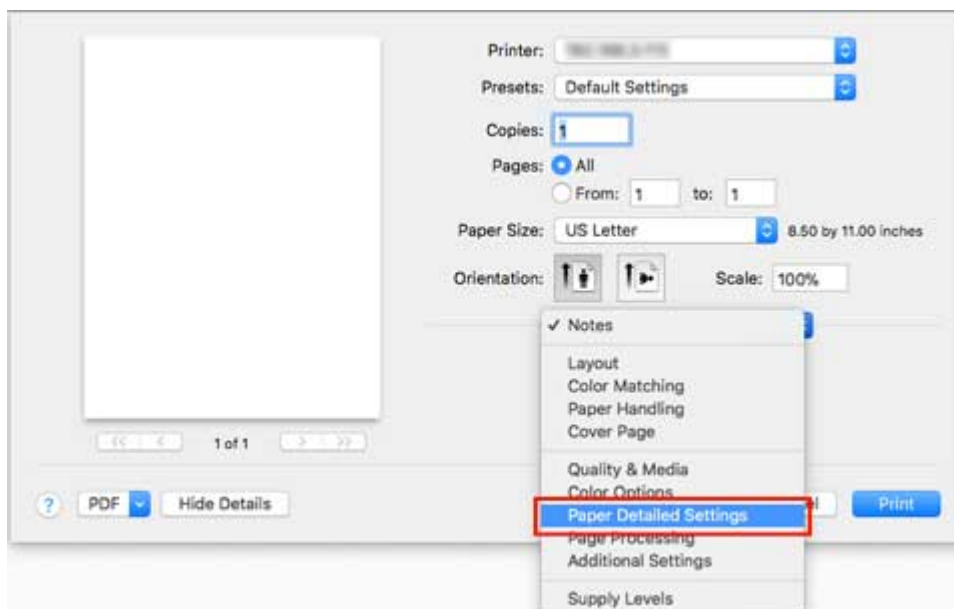 Printer:
Presets: Default Settings
Copies: 1
Pages: All
From: 1 to: 1
Paper Size: US Letter 8.50 by 11.00 inches
Orientation: Scale: 100%
✓ Notes
Layout
Color Matching
Paper Handling
Cover Page
1 of 1
Quality & Media
Color Options
? PDF Hide Details Print
Paper Detailed Settings
Page Processing
Additional Settings
Supply Levels